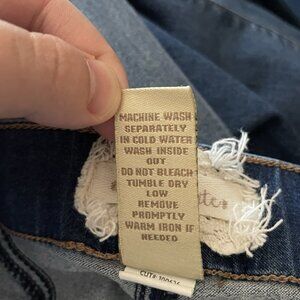 MACHINE WASH
SEPARATELY
IN COLD WATER
WASH INSIDE
OUT
DO NOT BLEACH
TUMBLE DRY
LOW
REMOVE
PROMPTLY
WARM IRON IF
NEEDED